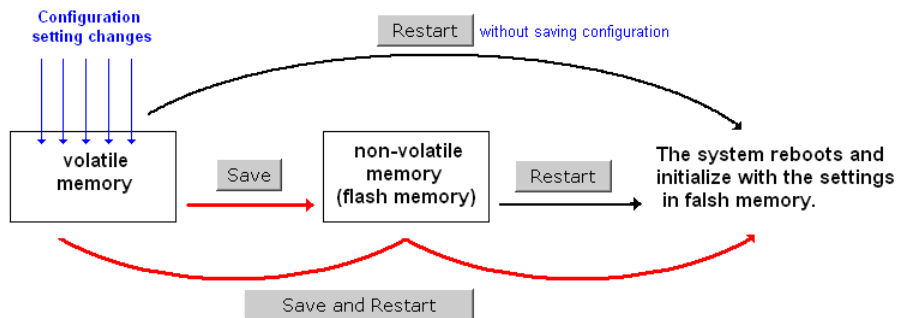 Configuration
setting changes
Restart
without saving configuration
volatile
memory
Save
non-volatile
memory
(flash memory)
Restart
The system reboots and
initialize with the settings
in falsh memory.
Save and Restart